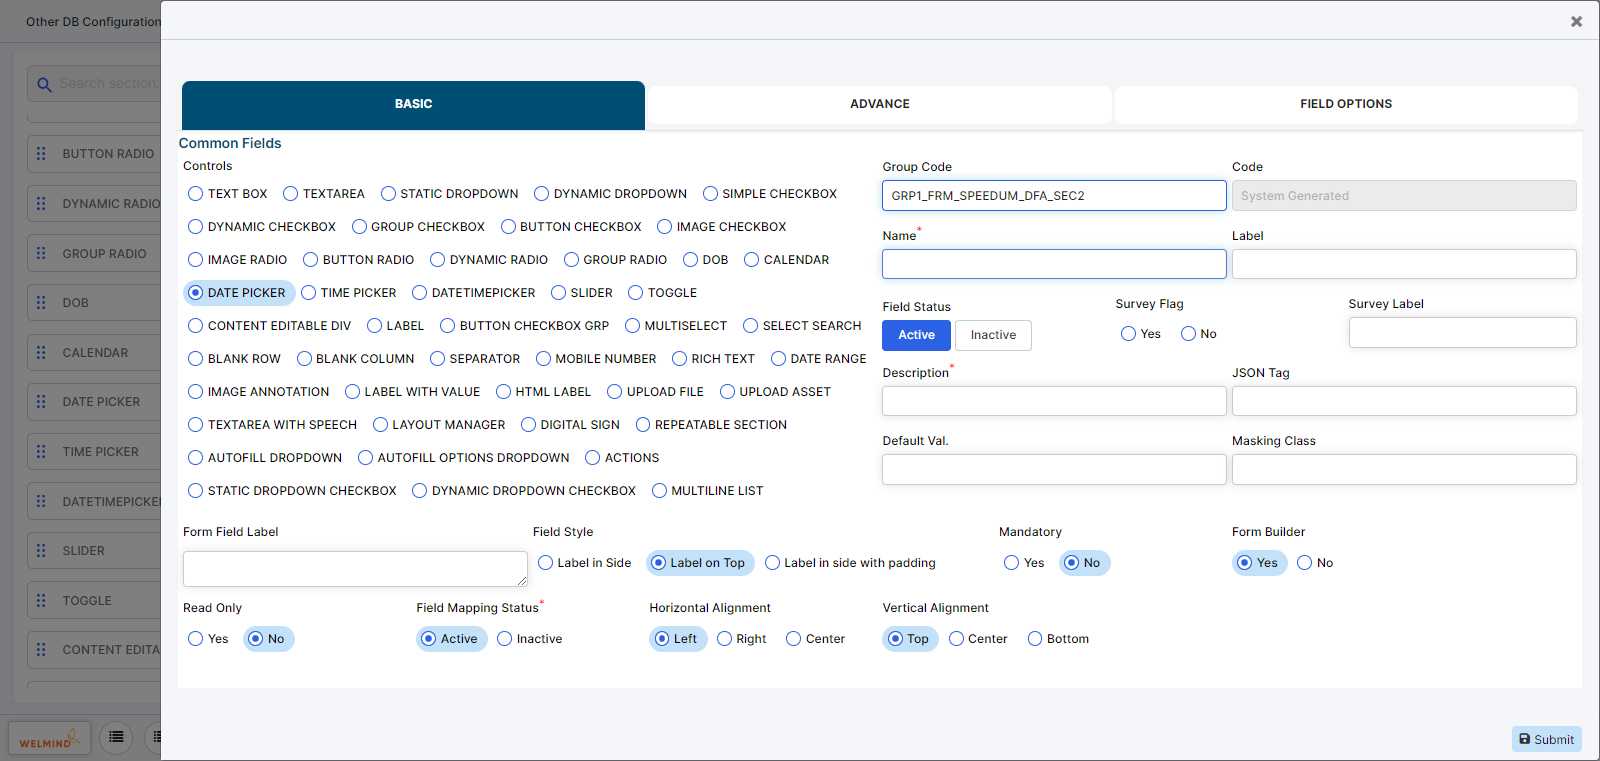 Other DB Configuration
Search section
BUTTON RADIO
DYNAMIC RADIO
GROUP RADIO
DOB
CALENDAR
DATE PICKER
TIME PICKER
DATETIMEPICKE
SLIDER
TOGGLE
CONTENT EDITA
WELMIND
BASIC
ADVANCE
FIELD OPTIONS
Common Fields
Controls
TEXT BOX TEXTAREA STATIC DROPDOWN DYNAMIC DROPDOWN SIMPLE CHECKBOX
DYNAMIC CHECKBOX GROUP CHECKBOX BUTTON CHECKBOX IMAGE CHECKBOX
IMAGE RADIO BUTTON RADIO DYNAMIC RADIO GROUP RADIO DOB CALENDAR
DATE PICKER TIME PICKER DATETIMEPICKER SLIDER TOGGLE
CONTENT EDITABLE DIV LABEL BUTTON CHECKBOX GRP MULTISELECT SELECT SEARCH
BLANK ROW BLANK COLUMN SEPARATOR MOBILE NUMBER RICH TEXT DATE RANGE
IMAGE ANNOTATION LABEL WITH VALUE HTML LABEL UPLOAD FILE UPLOAD ASSET
TEXTAREA WITH SPEECH LAYOUT MANAGER DIGITAL SIGN REPEATABLE SECTION
AUTOFILL DROPDOWN AUTOFILL OPTIONS DROPDOWN ACTIONS
STATIC DROPDOWN CHECKBOX DYNAMIC DROPDOWN CHECKBOX MULTILINE LIST
Group Code Code
GRP1_FRM_SPEEDUM_DFA_SEC2 System Generated
Name* Label
Field Status Survey Flag Survey Label
Active Inactive Yes No
Description* JSON Tag
Default Val. Masking Class
Form Field Label Field Style Mandatory Form Builder
Label in Side Label on Top Label in side with padding Yes No Yes No
Read Only Field Mapping Status* Horizontal Alignment Vertical Alignment
Yes No Active Inactive Left Right Center Top Center Bottom
Submit